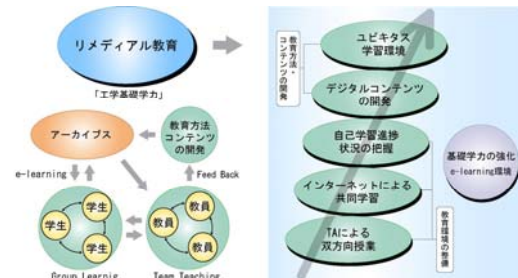 リメディアル教育
「工学基礎学力」
アーカイブス
教育方法
コンテンツ
の開発
e-learning
Feed Back
学生
学生
学生
教員
教員
教員
Group Learnig
Team Teaching
教育方法・
コンテンツの開発
ユビキタス
学習環境
デジタルコンテンツ
の開発
自己学習進捗
状況の把握
インターネットによる
共同学習
TAによる
双方向授業
教育環境の整備
基礎学力の強化
e-learning環境